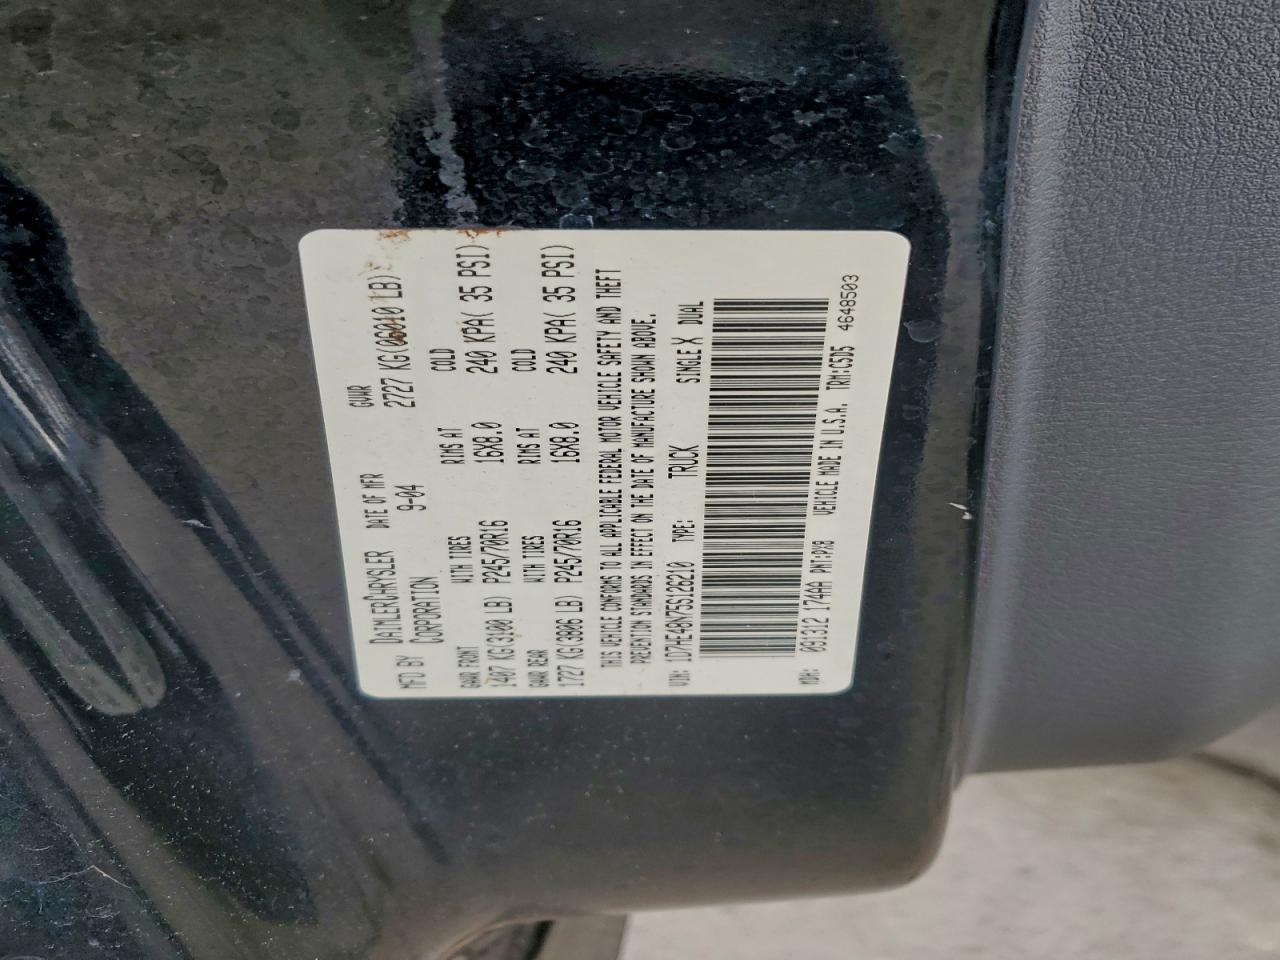 MFD BY DAIMLERCHRYSLER CORPORATION DATE OF MFR 9-04 GVWR 2727 KG(06010 LB)
GAWR FRONT WITH TIRES RIMS AT COLD
1407 KG(3100 LB) P245/70R16 16X8.0 240 KPA( 35 PSI)
GAWR REAR WITH TIRES RIMS AT COLD
1727 KG(3806 LB) P245/70R16 16X8.0 240 KPA( 35 PSI)
THIS VEHICLE CONFORMS TO ALL APPLICABLE FEDERAL MOTOR VEHICLE SAFETY AND THEFT
PREVENTION STANDARDS IN EFFECT ON THE DATE OF MANUFACTURE SHOWN ABOVE.
VIN: 1D7HE48N75S126210 TYPE: TRUCK SINGLE X DUAL
MDH: 091312 174AA PNT:PXB VEHICLE MADE IN U.S.A. TRM:C5D5 4648503